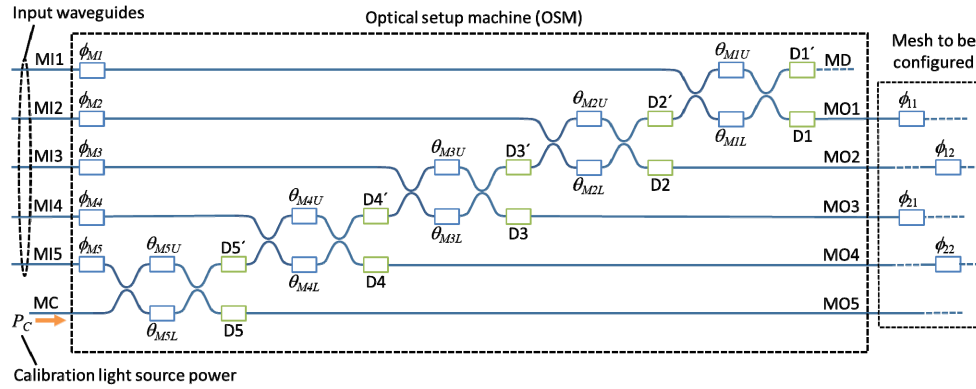 Input waveguides
Optical setup machine (OSM)
Mesh to be
configured
MI1
ϕM1
θM1U
D1′
MD
MI2
ϕM2
θM2U
D2′
θM1L
D1
MO1
ϕ11
MI3
ϕM3
θM3U
D3′
θM2L
D2
MO2
ϕ12
MI4
ϕM4
θM4U
D4′
θM3L
D3
MO3
ϕ21
MI5
ϕM5
θM5U
D5′
θM4L
D4
MO4
ϕ22
MC
θM5L
D5
MO5
PC
Calibration light source power